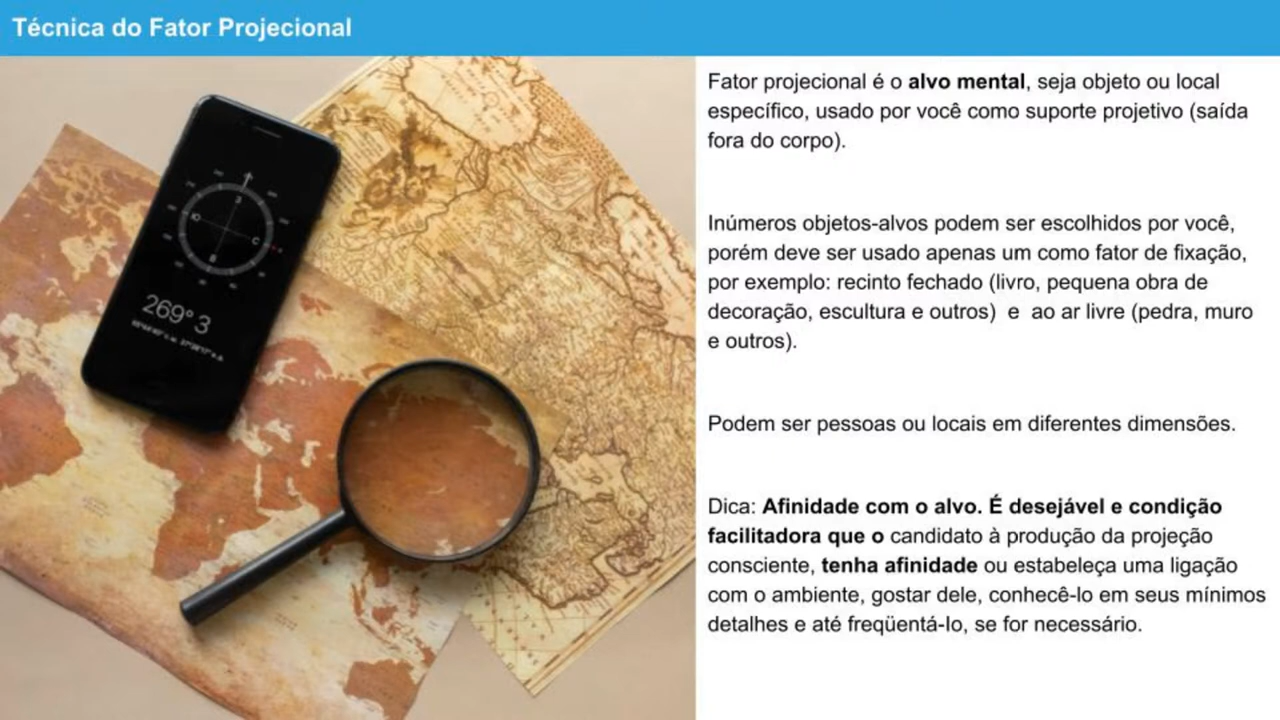 Técnica do Fator Projecional
Fator projecional é o alvo mental, seja objeto ou local
específico, usado por você como suporte projetivo (saída
fora do corpo).
Inúmeros objetos-alvos podem ser escolhidos por você,
porém deve ser usado apenas um como fator de fixação,
por exemplo: recinto fechado (livro, pequena obra de
decoração, escultura e outros) e ao ar livre (pedra, muro
e outros).
Podem ser pessoas ou locais em diferentes dimensões.
Dica: Afinidade com o alvo. É desejável e condição
facilitadora que o candidato à produção da projeção
consciente, tenha afinidade ou estabeleça uma ligação
com o ambiente, gostar dele, conhecê-lo em seus mínimos
detalhes e até freqüentá-lo, se for necessário.
269° З